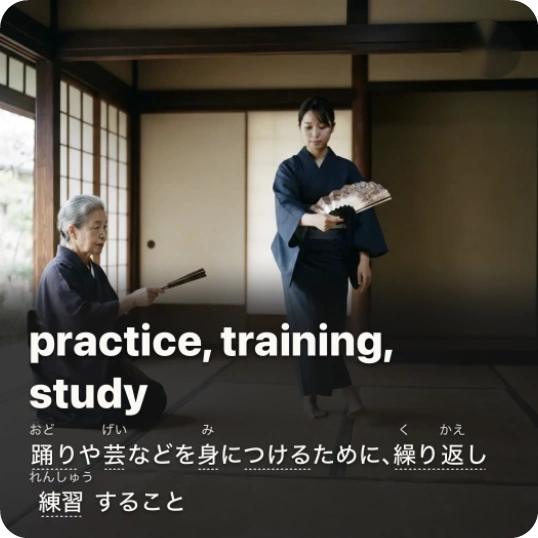 practice, training,
study
おど げい み く かえ
踊りや芸などを身につけるために、繰り返し
れんしゅう
練習 すること